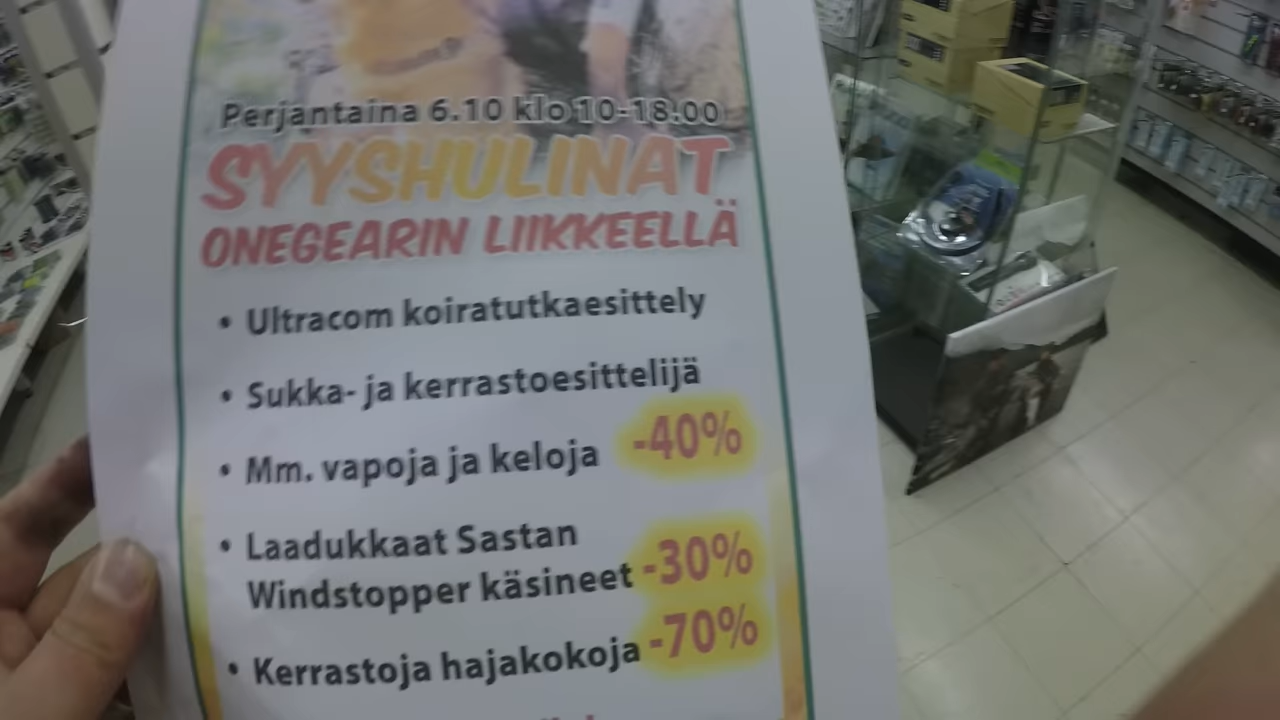 Perjantaina 6.10 klo 10-18.00
SYYSHULINAT
ONEGEARIN LIIKKEELLÄ
• Ultracom koiratutkaesittely
• Sukka- ja kerrastoesittelijä
• Mm. vapoja ja keloja -40%
• Laadukkaat Sastan
Windstopper käsineet -30%
• Kerrastoja hajakokoja -70%